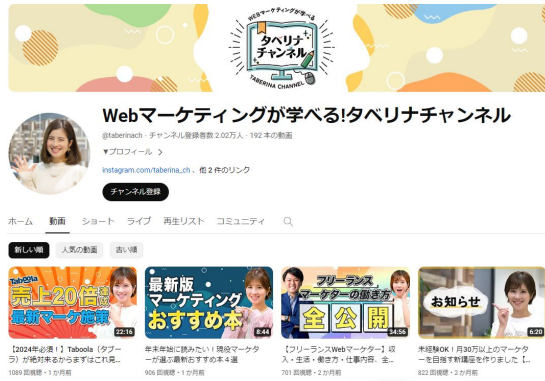 WEBマーケティングが学べる
タベリナ
チャンネル
TABERINA CHANNEL
Webマーケティングが学べる!タベリナチャンネル
@taberinach・チャンネル登録者数 2.02万人・192 本の動画
▼プロフィール >
instagram.com/taberina_ch 、他 2 件のリンク
チャンネル登録
ホーム 動画 ショート ライブ 再生リスト コミュニティ
新しい順 人気の動画 古い順
Taboola
売上20倍達成
最新マーケ施策
22:16
最新版
マーケティング
おすすめ本
8:44
フリーランス
マーケターの働き方
全公開
34:56
お知らせ
6:20
【2024年必須！】Taboola（タブー
ラ）が絶対来るからまずはこれ見...
1089 回視聴・1 か月前
年末年始に読みたい！現役マーケタ
ーが選ぶ最新おすすめ本４選
906 回視聴・1 か月前
【フリーランスWebマーケター】収
入・生活・働き方・仕事内容、全...
701 回視聴・2 か月前
未経験OK！月30万以上のマーケタ
ーを目指す新講座を作りました【...
822 回視聴・2 か月前